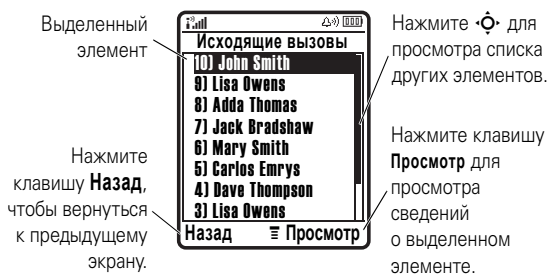 Выделенный
элемент
Исходящие вызовы
10) John Smith
9) Lisa Owens
8) Adda Thomas
7) Jack Bradshaw
6) Mary Smith
5) Carlos Emrys
4) Dave Thompson
3) Lisa Owens
Назад
Просмотр
Нажмите
клавишу Назад,
чтобы вернуться
к предыдущему
экрану.
Нажмите для
просмотра списка
других элементов.
Нажмите клавишу
Просмотр для
просмотра
сведений
о выделенном
элементе.